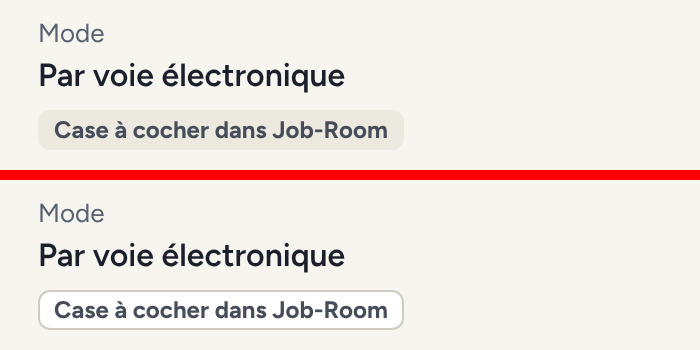 Mode
Par voie électronique
Case à cocher dans Job-Room
Mode
Par voie électronique
Case à cocher dans Job-Room